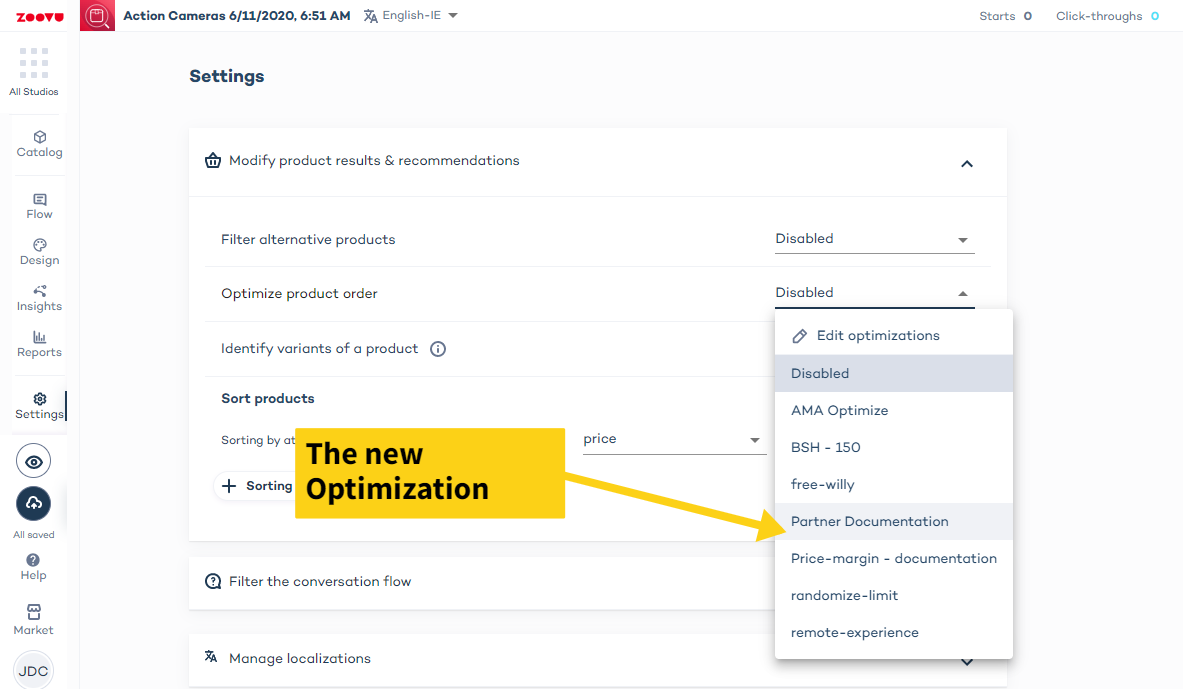 zoovu
Action Cameras 6/11/2020, 6:51 AM
English-IE
Starts 0
Click-throughs 0
All Studios
Catalog
Flow
Design
Insights
Reports
Settings
All saved
Help
Market
JDC
Settings
Modify product results & recommendations
Filter alternative products
Disabled
Optimize product order
Disabled
Identify variants of a product
Sort products
Sorting by at
price
Sorting
The new
Optimization
Edit optimizations
Disabled
AMA Optimize
BSH - 150
free-willy
Partner Documentation
Price-margin - documentation
randomize-limit
remote-experience
Filter the conversation flow
Manage localizations